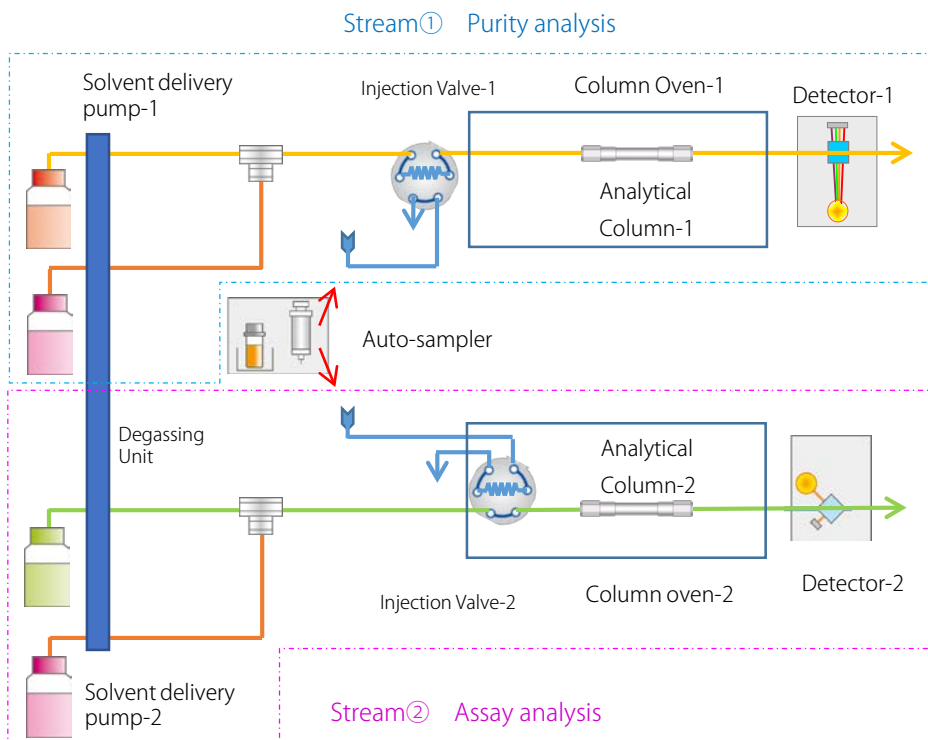 Stream① Purity analysis
Solvent delivery
pump-1
Injection Valve-1
Column Oven-1
Detector-1
Analytical
Column-1
Auto-sampler
Degassing
Unit
Analytical
Column-2
Injection Valve-2
Column oven-2
Detector-2
Solvent delivery
pump-2
Stream② Assay analysis